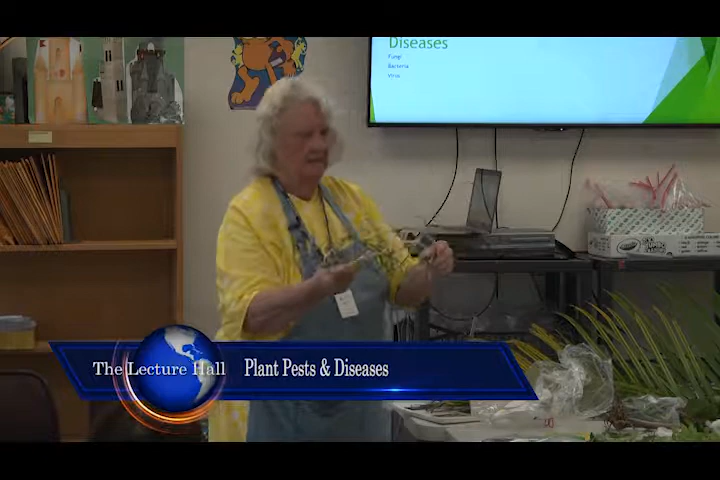 Diseases
Fungi
Bacteria
Virus
The Lecture Hall
Plant Pests & Diseases